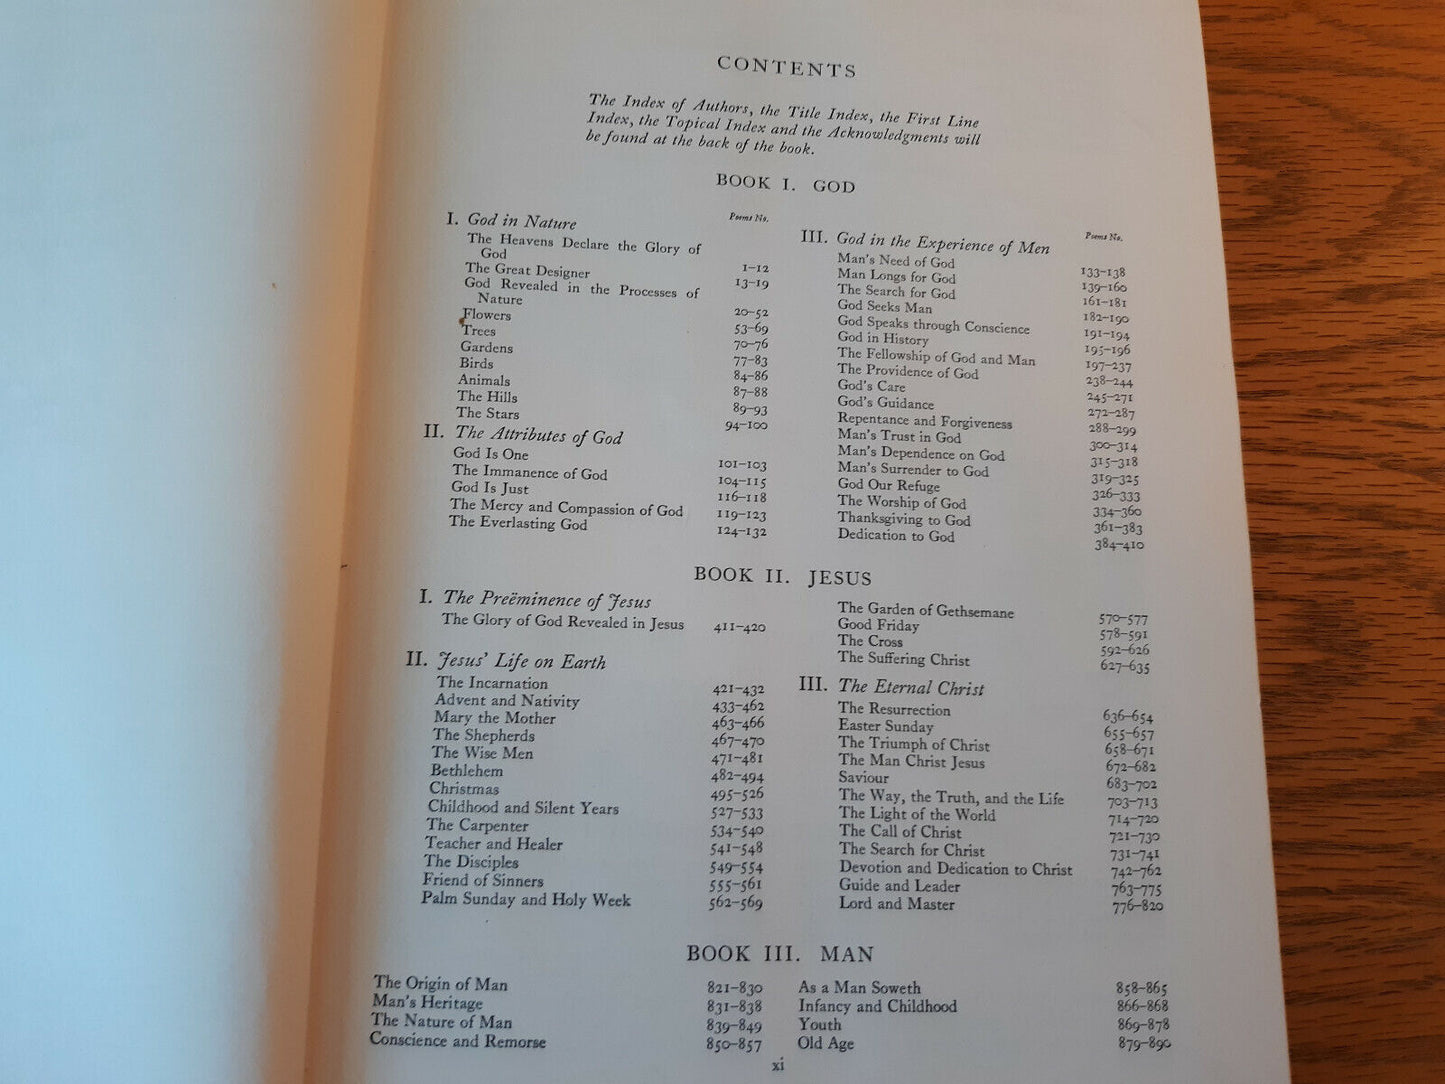 CONTENTS
The Index of Authors, the Title Index, the First Line
Index, the Topical Index and the Acknowledgments will
be found at the back of the book.
BOOK I. GOD
I. God in Nature Poems No.
The Heavens Declare the Glory of
God 1–12
The Great Designer 13–19
God Revealed in the Processes of
Nature 20–52
Flowers 53–69
Trees 70–76
Gardens 77–83
Birds 84–86
Animals 87–88
The Hills 89–93
The Stars 94–100
II. The Attributes of God
God Is One 101–103
The Immanence of God 104–115
God Is Just 116–118
The Mercy and Compassion of God 119–123
The Everlasting God 124–132
III. God in the Experience of Men Poems No.
Man's Need of God 133–138
Man Longs for God 139–160
The Search for God 161–181
God Seeks Man 182–190
God Speaks through Conscience 191–194
God in History 195–196
The Fellowship of God and Man 197–237
The Providence of God 238–244
God's Care 245–271
God's Guidance 272–287
Repentance and Forgiveness 288–299
Man's Trust in God 300–314
Man's Dependence on God 315–318
Man's Surrender to God 319–325
God Our Refuge 326–333
The Worship of God 334–360
Thanksgiving to God 361–383
Dedication to God 384–410
BOOK II. JESUS
I. The Preëminence of Jesus
The Glory of God Revealed in Jesus 411–420
II. Jesus' Life on Earth
The Incarnation 421–432
Advent and Nativity 433–462
Mary the Mother 463–466
The Shepherds 467–470
The Wise Men 471–481
Bethlehem 482–494
Christmas 495–526
Childhood and Silent Years 527–533
The Carpenter 534–540
Teacher and Healer 541–548
The Disciples 549–554
Friend of Sinners 555–561
Palm Sunday and Holy Week 562–569
The Garden of Gethsemane 570–577
Good Friday 578–591
The Cross 592–626
The Suffering Christ 627–635
III. The Eternal Christ
The Resurrection 636–654
Easter Sunday 655–657
The Triumph of Christ 658–671
The Man Christ Jesus 672–682
Saviour 683–702
The Way, the Truth, and the Life 703–713
The Light of the World 714–720
The Call of Christ 721–730
The Search for Christ 731–741
Devotion and Dedication to Christ 742–762
Guide and Leader 763–775
Lord and Master 776–820
BOOK III. MAN
The Origin of Man 821–830
Man's Heritage 831–838
The Nature of Man 839–849
Conscience and Remorse 850–857
As a Man Soweth 858–865
Infancy and Childhood 866–868
Youth 869–878
Old Age 879–890
xi